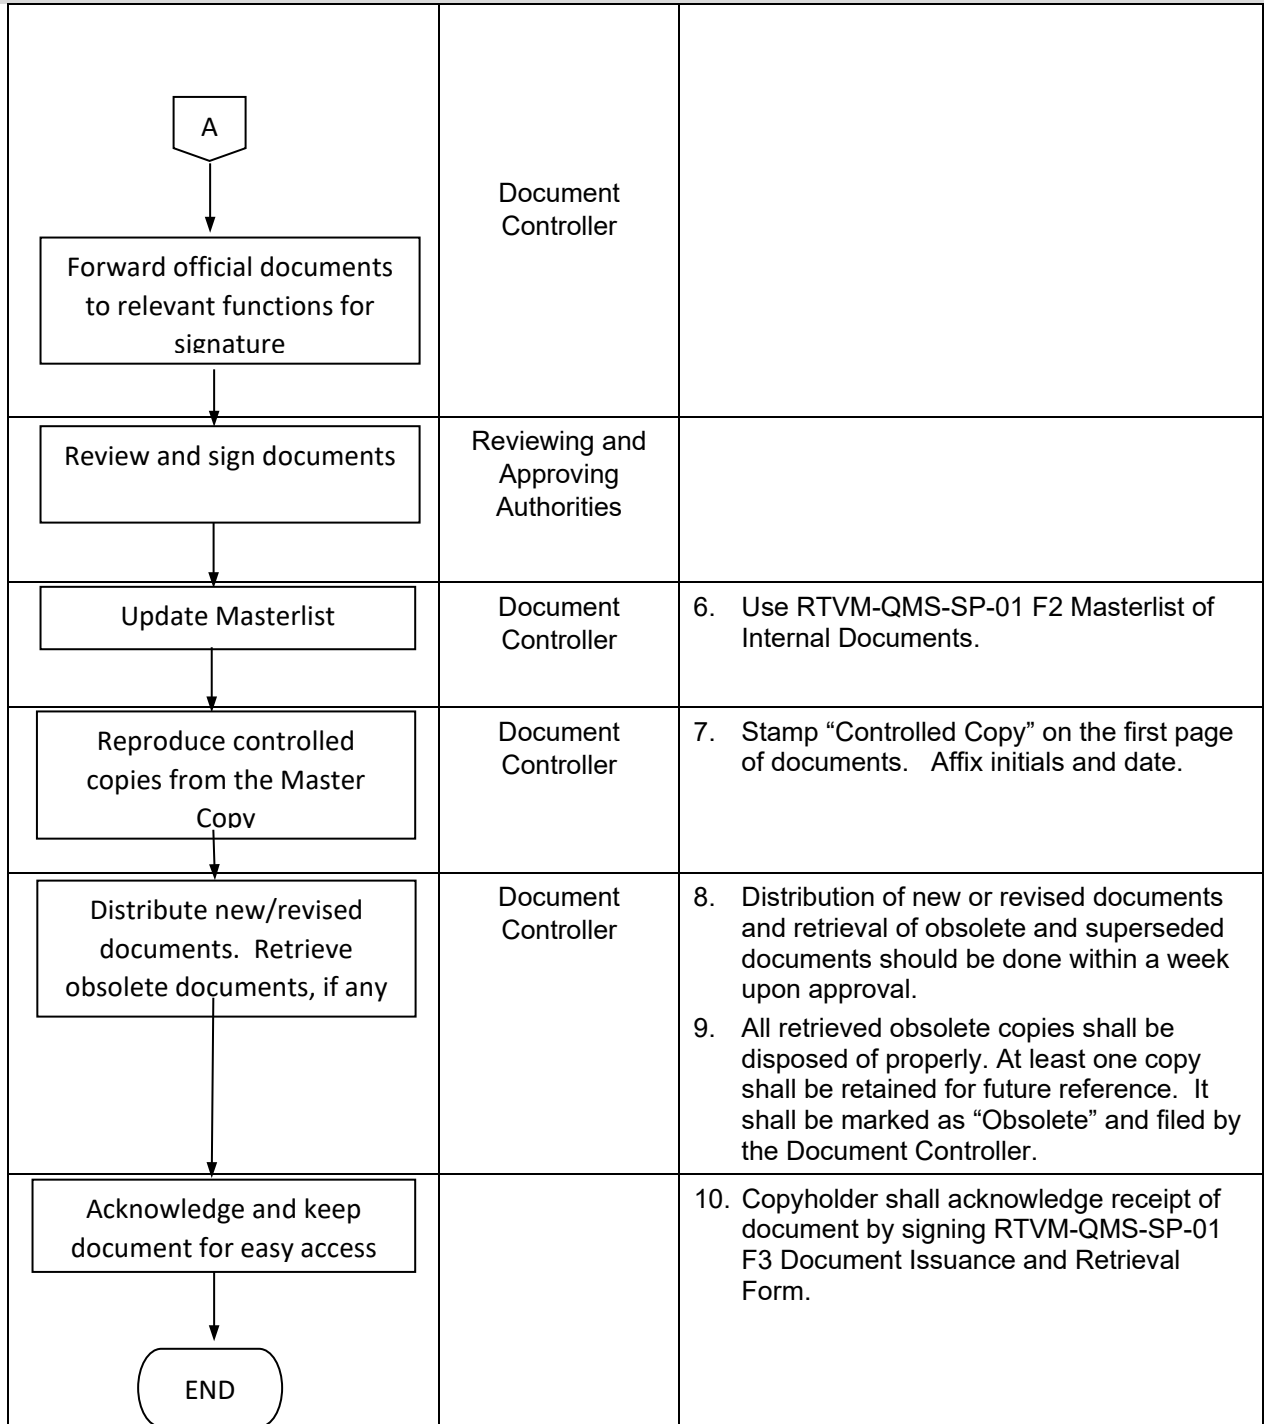 A
Document
Controller
Forward official documents
to relevant functions for
signature
Review and sign documents
Reviewing and
Approving
Authorities
Update Masterlist
Document
Controller
6. Use RTVM-QMS-SP-01 F2 Masterlist of
Internal Documents.
Reproduce controlled
copies from the Master
Copy
Document
Controller
7. Stamp “Controlled Copy” on the first page
of documents. Affix initials and date.
Distribute new/revised
documents. Retrieve
obsolete documents, if any
Document
Controller
8. Distribution of new or revised documents
and retrieval of obsolete and superseded
documents should be done within a week
upon approval.
9. All retrieved obsolete copies shall be
disposed of properly. At least one copy
shall be retained for future reference. It
shall be marked as “Obsolete” and filed by
the Document Controller.
Acknowledge and keep
document for easy access
10. Copyholder shall acknowledge receipt of
document by signing RTVM-QMS-SP-01
F3 Document Issuance and Retrieval
Form.
END